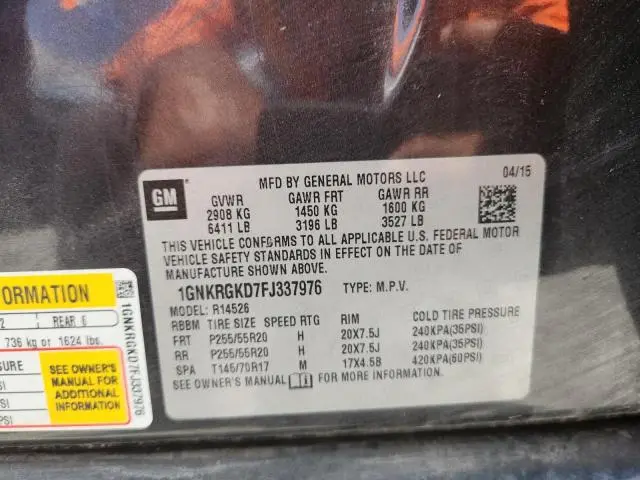 GM
MFD BY GENERAL MOTORS LLC 04/15
GVWR GAWR FRT GAWR RR
2908 KG 1450 KG 1600 KG
6411 LB 3196 LB 3527 LB
THIS VEHICLE CONFORMS TO ALL APPLICABLE U.S. FEDERAL MOTOR
VEHICLE SAFETY STANDARDS IN EFFECT ON THE DATE OF
MANUFACTURE SHOWN ABOVE.
1GNKRGKD7FJ337976 TYPE: M.P.V.
MODEL: R14526
RBBM TIRE SIZE SPEED RTG RIM COLD TIRE PRESSURE
FRT P255/55R20 H 20X7.5J 240KPA(35PSI)
RR P255/55R20 H 20X7.5J 240KPA(35PSI)
SPA T145/70R17 M 17X4.5B 420KPA(60PSI)
SEE OWNER'S MANUAL FOR MORE INFORMATION
ORMATION
2 REAR
736 kg or 1624 lbs.
SSURE
SI
PSI
PSI
SEE OWNER'S
MANUAL FOR
ADDITIONAL
INFORMATION
1GNKRGKD7FJ337976